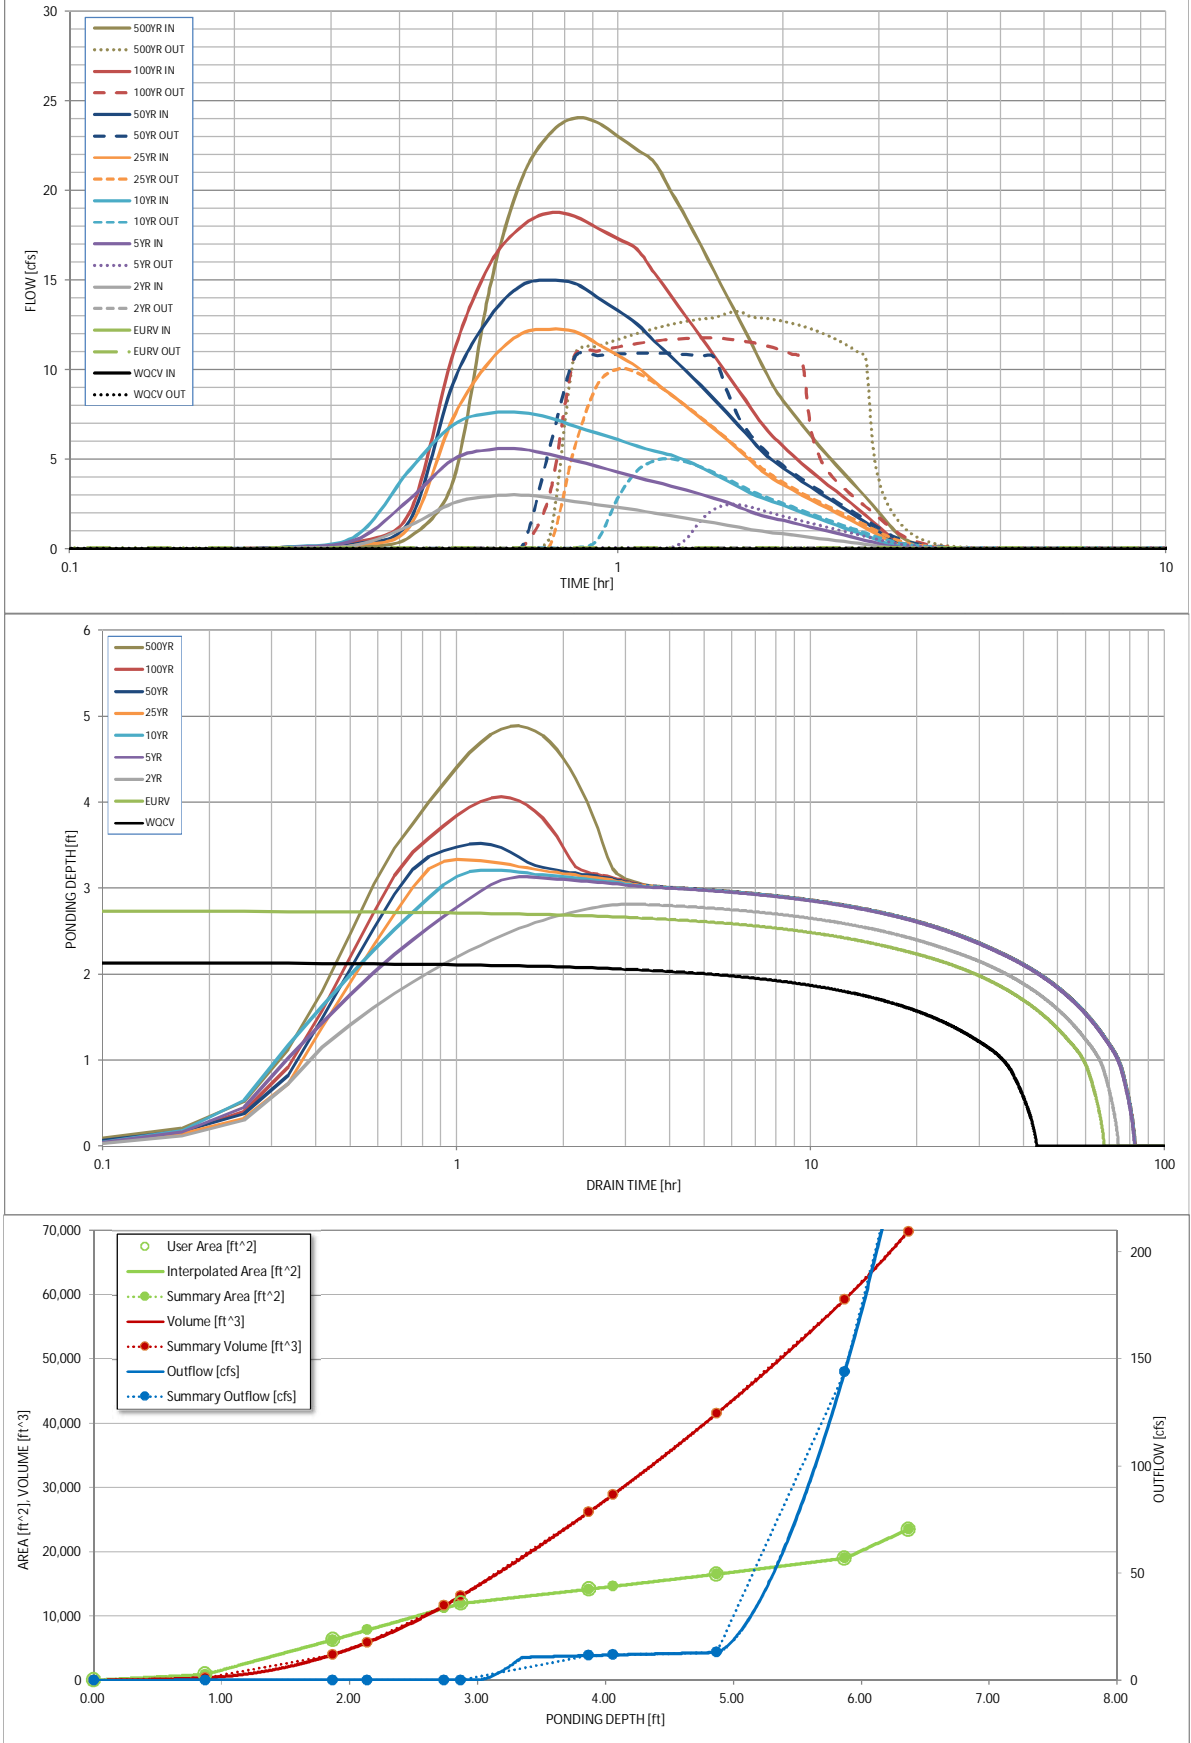 30
25
20
15
10
5
0
FLOW [cfs]
500YR IN
500YR OUT
100YR IN
100YR OUT
50YR IN
50YR OUT
25YR IN
25YR OUT
10YR IN
10YR OUT
5YR IN
5YR OUT
2YR IN
2YR OUT
EURV IN
EURV OUT
WQCV IN
WQCV OUT
0.1
1
10
TIME [hr]
6
5
4
3
2
1
0
PONDING DEPTH [ft]
500YR
100YR
50YR
25YR
10YR
5YR
2YR
EURV
WQCV
0.1
1
10
100
DRAIN TIME [hr]
70,000
60,000
50,000
40,000
30,000
20,000
10,000
0
AREA [ft^2], VOLUME [ft^3]
User Area [ft^2]
Interpolated Area [ft^2]
Summary Area [ft^2]
Volume [ft^3]
Summary Volume [ft^3]
Outflow [cfs]
Summary Outflow [cfs]
200
150
100
50
0
OUTFLOW [cfs]
0.00
1.00
2.00
3.00
4.00
5.00
6.00
7.00
8.00
PONDING DEPTH [ft]